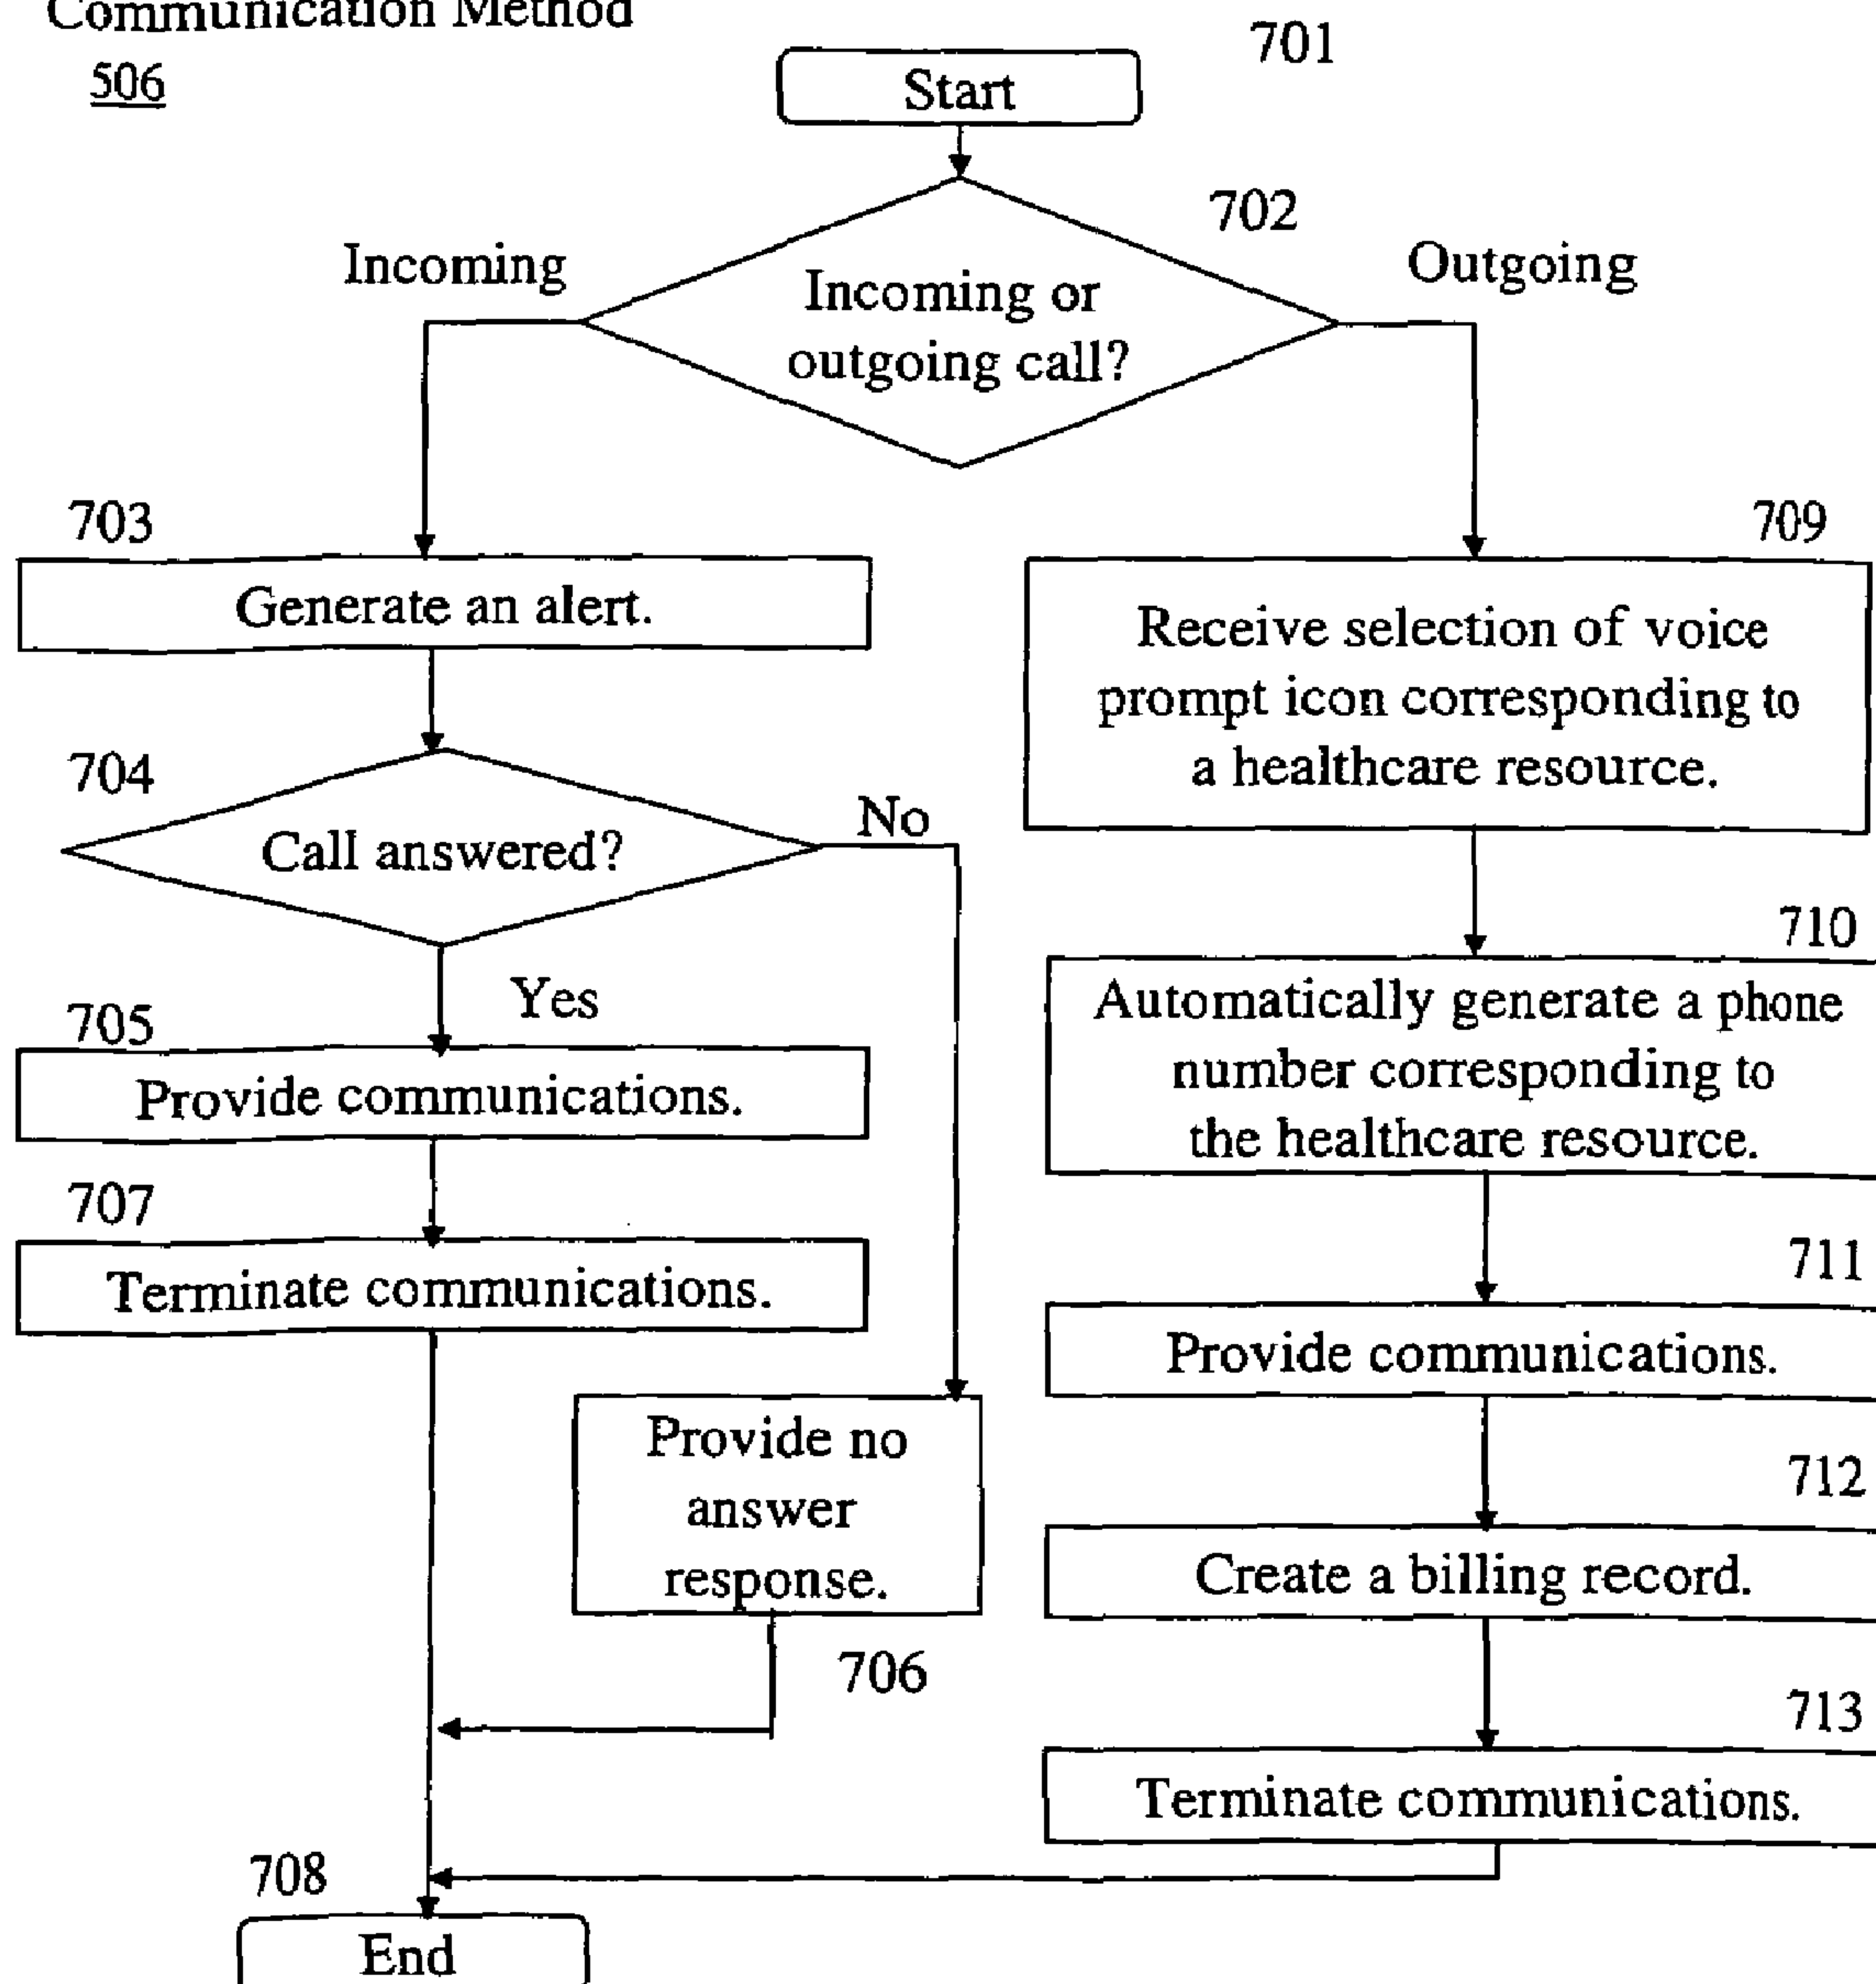 Communication Method
506
701
Start
702
Incoming
Outgoing
Incoming or
outgoing call?
703
Generate an alert.
704
Call answered?
No
Yes
705
Provide communications.
707
Terminate communications.
Provide no
answer
response.
706
709
Receive selection of voice
prompt icon corresponding to
a healthcare resource.
710
Automatically generate a phone
number corresponding to
the healthcare resource.
711
Provide communications.
712
Create a billing record.
713
Terminate communications.
708
End